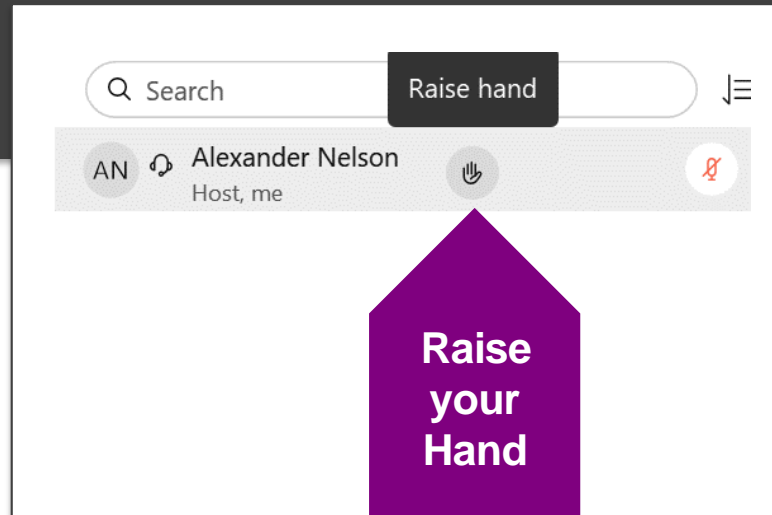 Search
Raise hand
AN
Alexander Nelson
Host, me
Raise
your
Hand